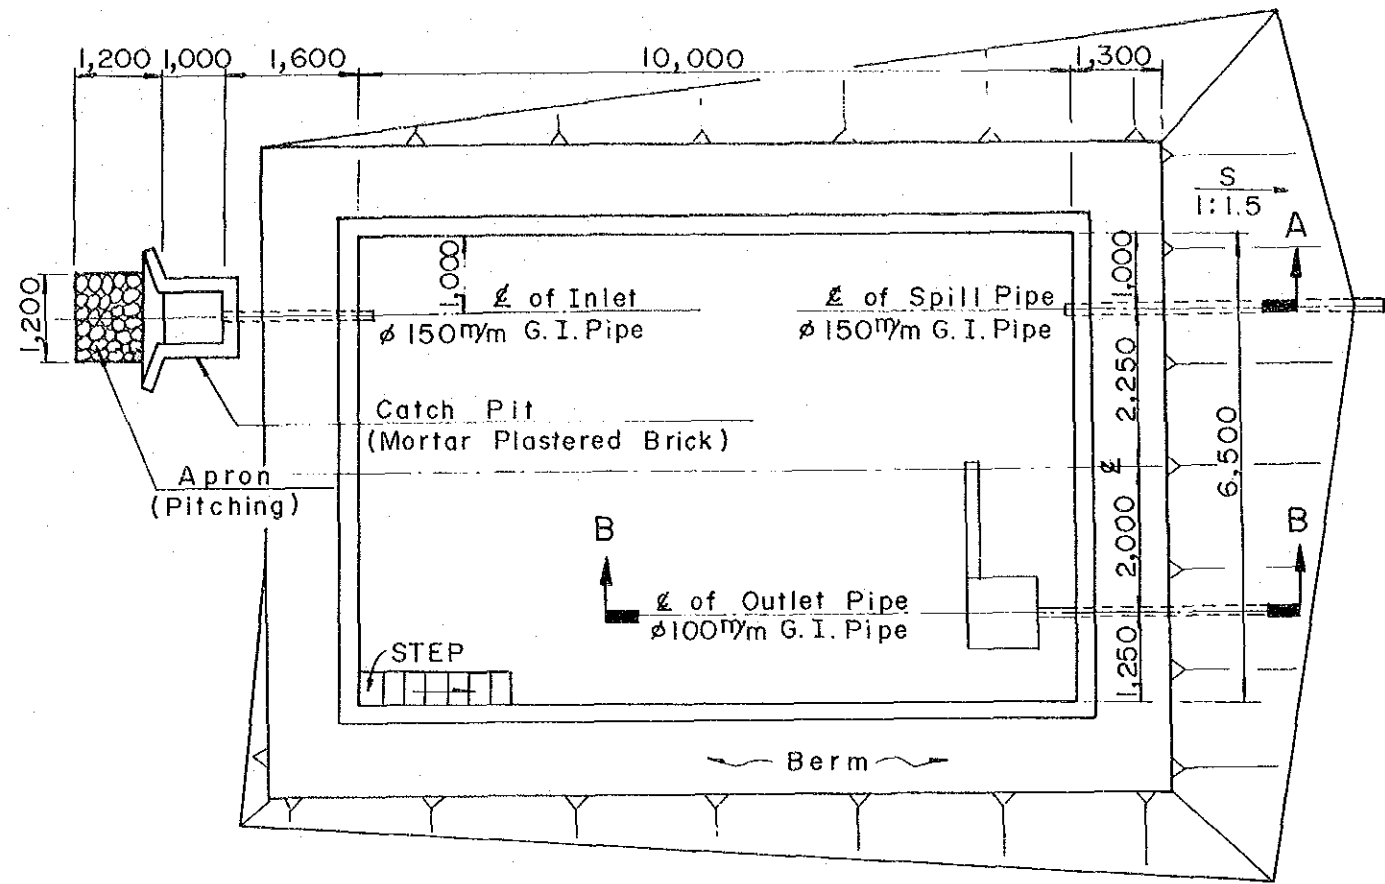 1,200 1,000 1,600 10,000 1,300
S
1:1.5
A
1,200
1,000
1,000
℄ of Inlet
ø 150m/m G.I.Pipe
℄ of Spill Pipe
ø 150m/m G.I.Pipe
2,250
Catch Pit
(Mortar Plastered Brick)
6,500
℄
Apron
(Pitching)
B
B
2,000
℄ of Outlet Pipe
ø100m/m G.I.Pipe
STEP
1,250
Berm